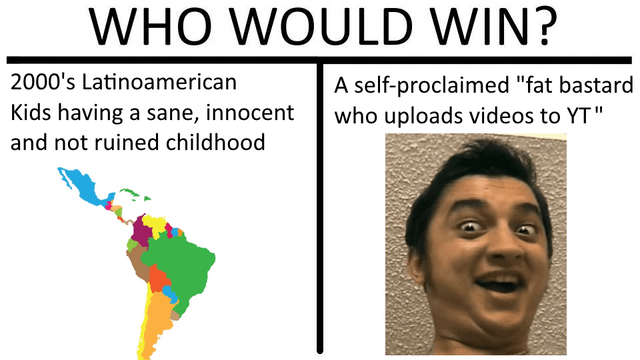 WHO WOULD WIN?
2000's Latinoamerican
Kids having a sane, innocent
and not ruined childhood
A self-proclaimed "fat bastard
who uploads videos to YT"